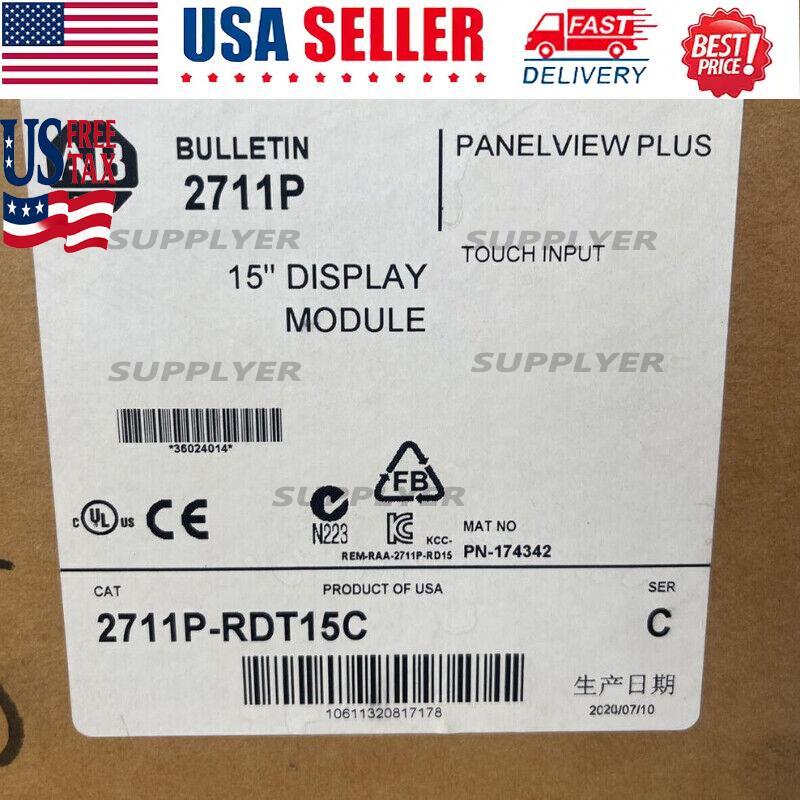 USA SELLER
FAST
DELIVERY
BEST
PRICE!
US FREE
TAX
AB
BULLETIN
2711P
PANELVIEW PLUS
SUPPLYER
SUPPLYER
TOUCH INPUT
15" DISPLAY
MODULE
SUPPLYER
SUPPLYER
*36024014*
FB
SUPPLYER
C UL US CE
N223
KCC-
REM-RAA-2711P-RD15
MAT NO
PN-174342
CAT
PRODUCT OF USA
SER
2711P-RDT15C
C
10611320817178
生产日期
2020/07/10